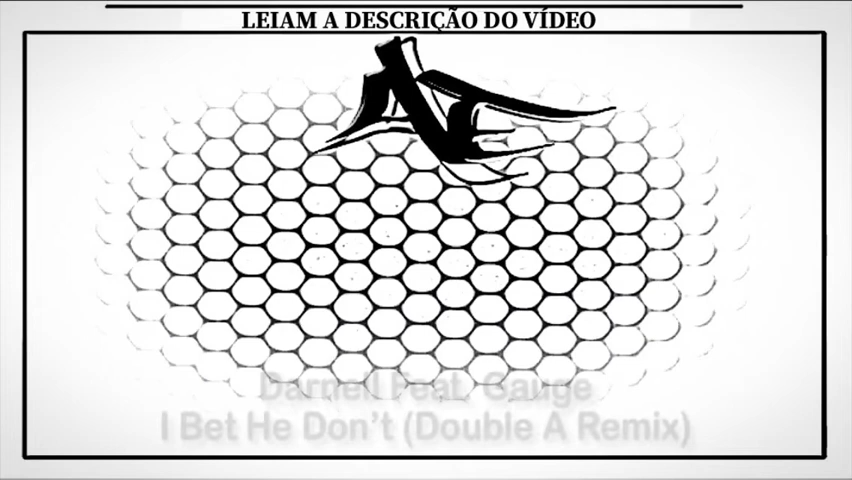 LEIAM A DESCRIÇÃO DO VÍDEO
Darnell Feat. Gauge
I Bet He Don't (Double A Remix)